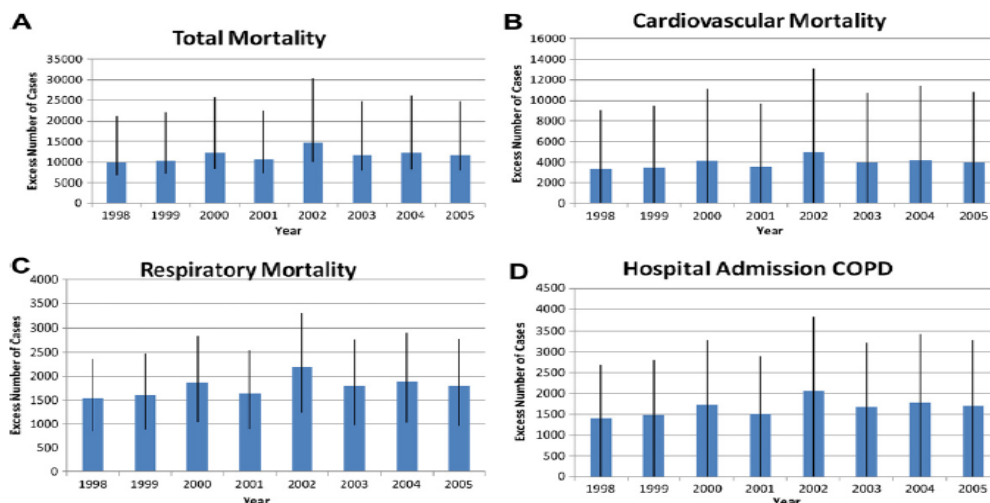 A
Total Mortality
Excess Number of Cases
35000
30000
25000
20000
15000
10000
5000
0
1998 1999 2000 2001 2002 2003 2004 2005
Year
B
Cardiovascular Mortality
Excess Number of Cases
16000
14000
12000
10000
8000
6000
4000
2000
0
1998 1999 2000 2001 2002 2003 2004 2005
Year
C
Respiratory Mortality
Excess Number of Cases
4000
3500
3000
2500
2000
1500
1000
500
0
1998 1999 2000 2001 2002 2003 2004 2005
Year
D
Hospital Admission COPD
Excess Number of Cases
4500
4000
3500
3000
2500
2000
1500
1000
500
0
1998 1999 2000 2001 2002 2003 2004 2005
Year